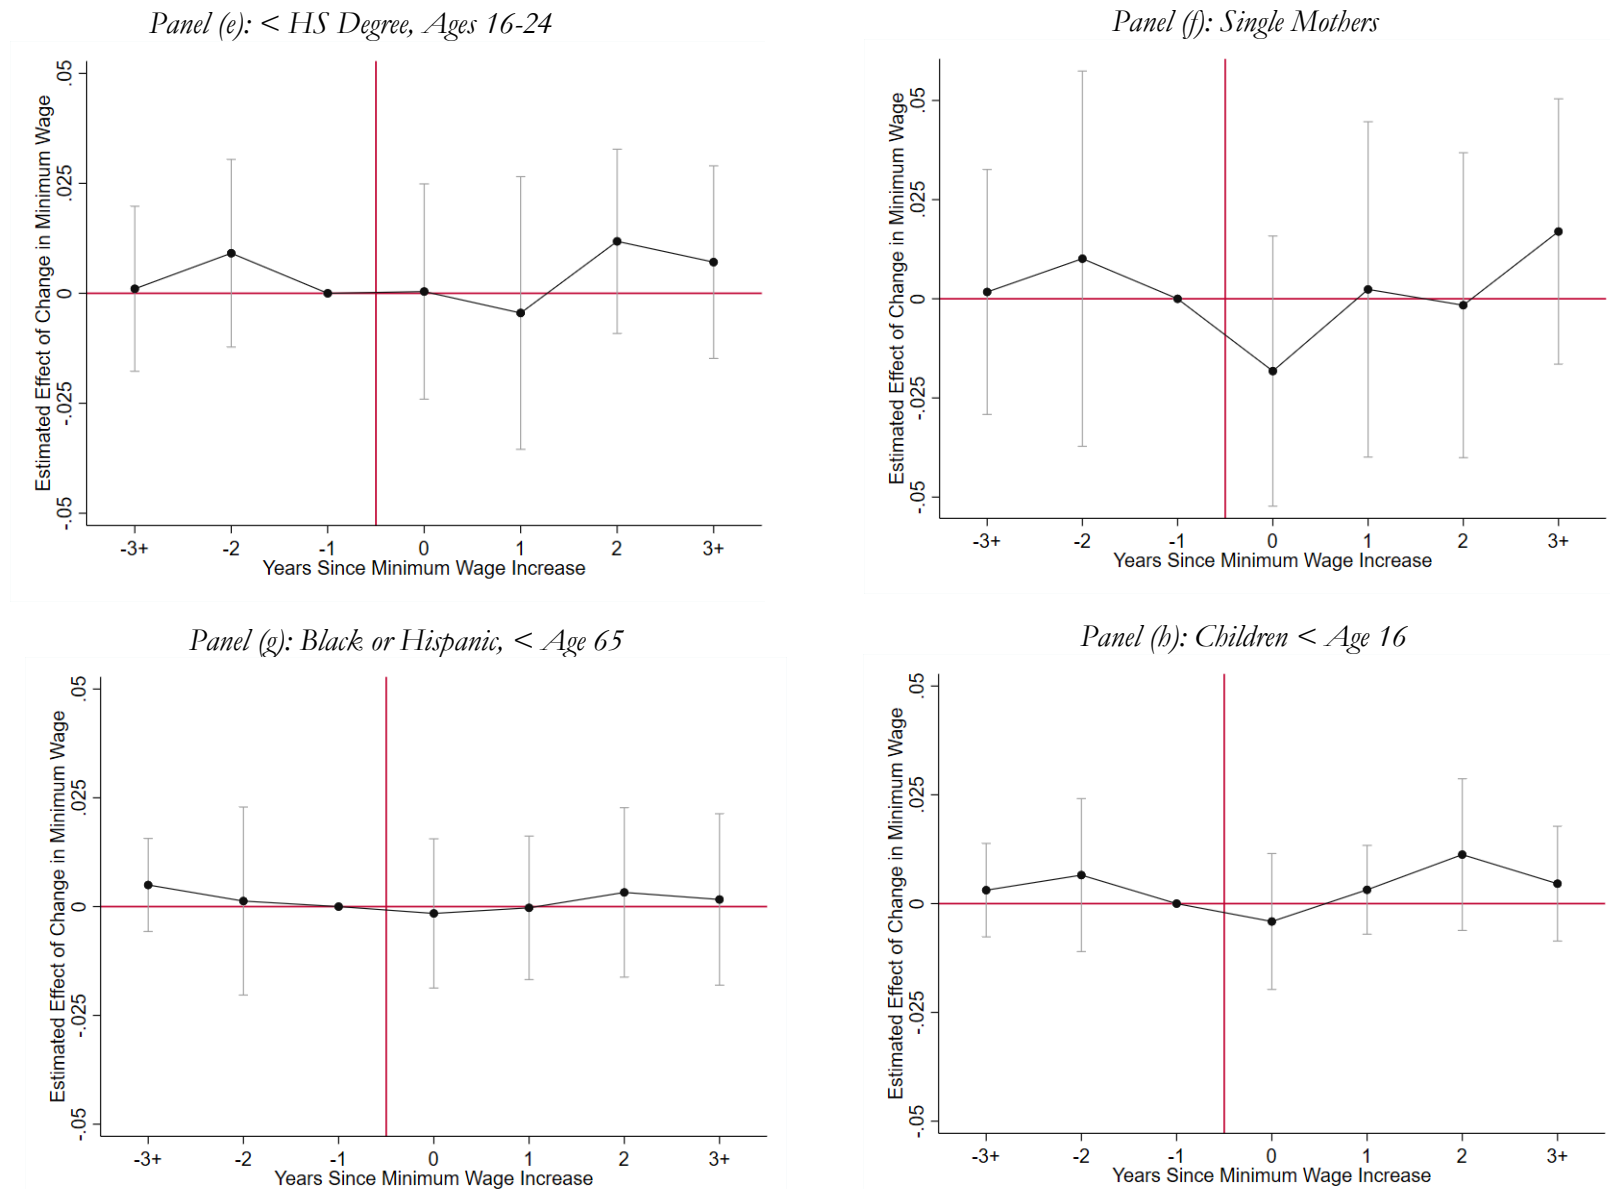 Panel (e): < HS Degree, Ages 16-24
Estimated Effect of Change in Minimum Wage
.05
.025
0
-.025
-.05
-3+ -2 -1 0 1 2 3+
Years Since Minimum Wage Increase
Panel (f): Single Mothers
Estimated Effect of Change in Minimum Wage
.05
.025
0
-.025
-.05
-3+ -2 -1 0 1 2 3+
Years Since Minimum Wage Increase
Panel (g): Black or Hispanic, < Age 65
Estimated Effect of Change in Minimum Wage
.05
.025
0
-.025
-.05
-3+ -2 -1 0 1 2 3+
Years Since Minimum Wage Increase
Panel (h): Children < Age 16
Estimated Effect of Change in Minimum Wage
.05
.025
0
-.025
-.05
-3+ -2 -1 0 1 2 3+
Years Since Minimum Wage Increase